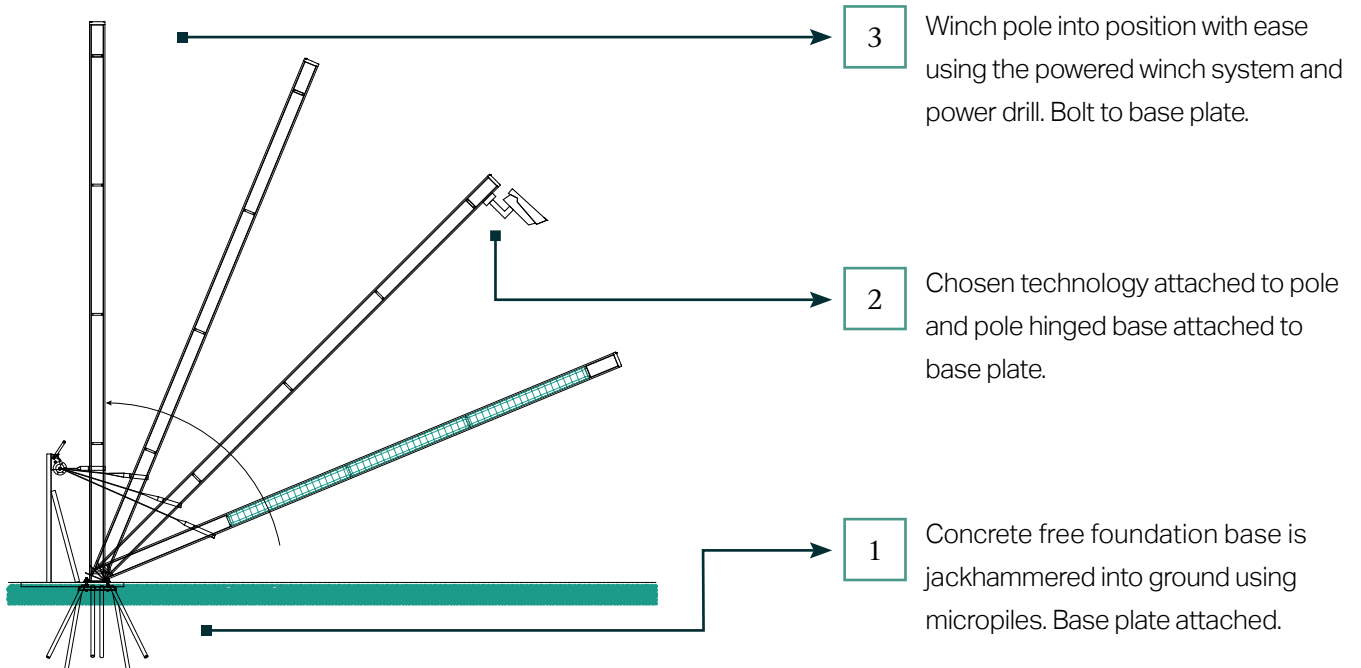 3
Winch pole into position with ease
using the powered winch system and
power drill. Bolt to base plate.
2
Chosen technology attached to pole
and pole hinged base attached to
base plate.
1
Concrete free foundation base is
jackhammered into ground using
micropiles. Base plate attached.